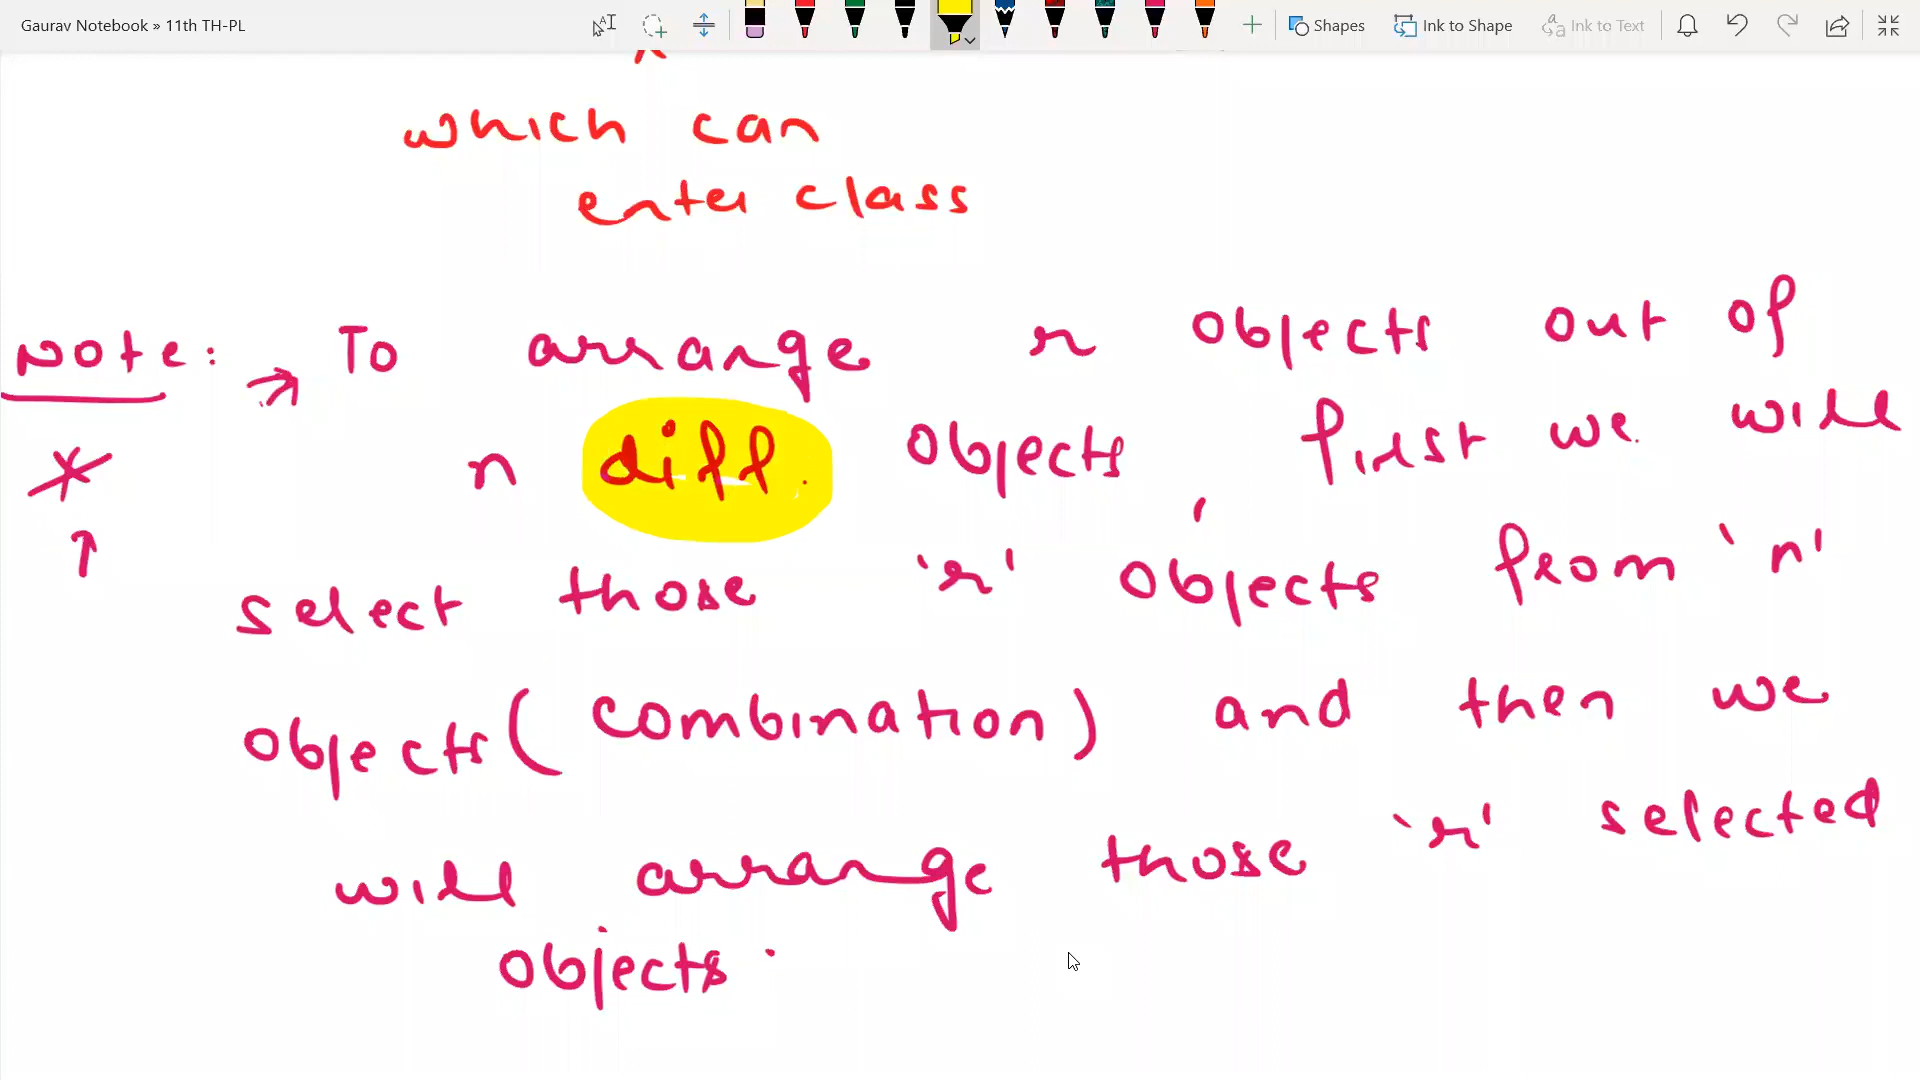 Gaurav Notebook » 11th TH-PL
Shapes
Ink to Shape
Ink to Text
which can
enter class
Note: → To arrange r objects out of
n diff. objects first we will
select those 'r' objects from 'n'
objects (combination) and then we
will arrange those 'r' selected
objects.